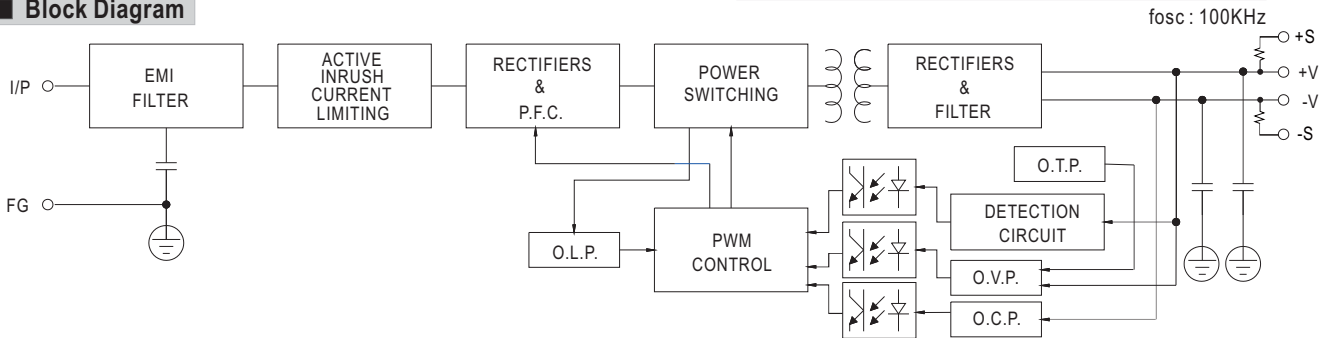 Block Diagram
fosc : 100KHz
I/P
EMI
FILTER
ACTIVE
INRUSH
CURRENT
LIMITING
RECTIFIERS
&
P.F.C.
POWER
SWITCHING
RECTIFIERS
&
FILTER
+S
+V
-V
-S
FG
O.L.P.
PWM
CONTROL
O.T.P.
DETECTION
CIRCUIT
O.V.P.
O.C.P.